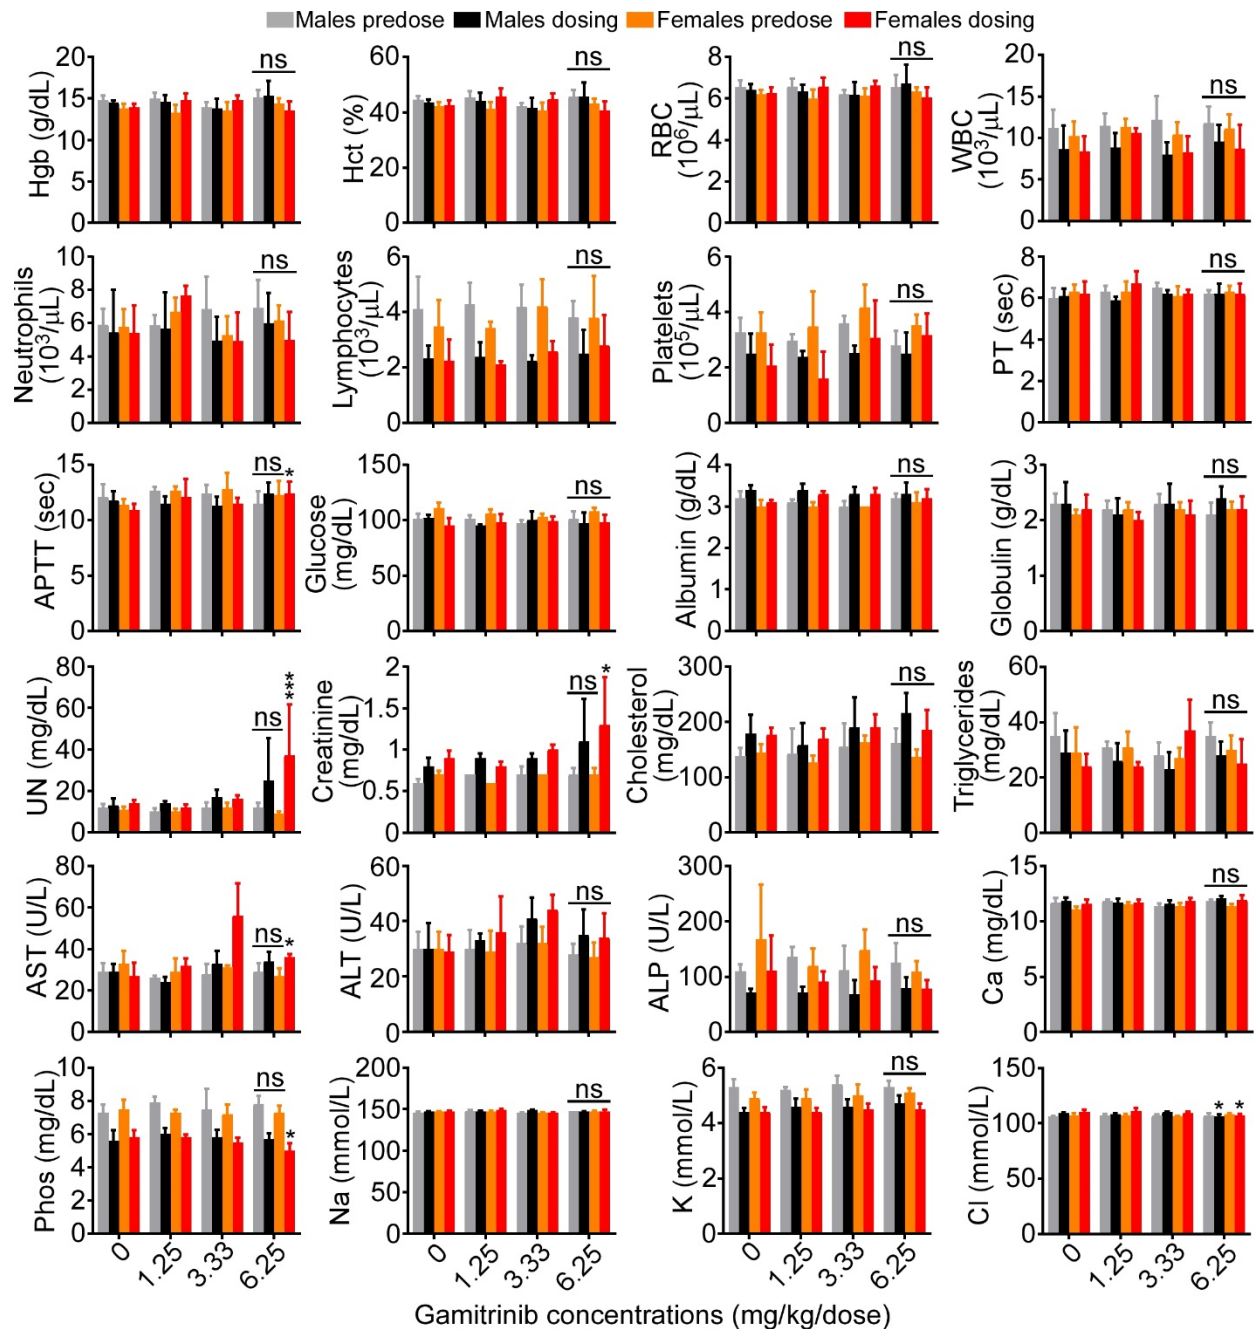 Males predose Males dosing Females predose Females dosing
Hgb (g/dL)
20
15
10
5
0
ns
Hct (%)
60
40
20
0
ns
RBC
(10⁶/μL)
8
6
4
2
0
ns
WBC
(10³/μL)
20
15
10
5
0
ns
Neutrophils
(10³/μL)
10
8
6
4
2
0
ns
Lymphocytes
(10³/μL)
6
4
2
0
ns
Platelets
(10⁵/μL)
6
4
2
0
ns
PT (sec)
8
6
4
2
0
ns
APTT (sec)
15
10
5
0
ns *
Glucose
(mg/dL)
150
100
50
0
ns
Albumin (g/dL)
4
3
2
1
0
ns
Globulin (g/dL)
3
2
1
0
ns
UN (mg/dL)
80
60
40
20
0
ns ***
Creatinine
(mg/dL)
2
1.5
1
0.5
0
ns *
Cholesterol
(mg/dL)
300
200
100
0
ns
Triglycerides
(mg/dL)
60
40
20
0
ns
AST (U/L)
80
60
40
20
0
ns *
ALT (U/L)
60
40
20
0
ns
ALP (U/L)
300
200
100
0
ns
Ca (mg/dL)
15
10
5
0
ns
Phos (mg/dL)
10
8
6
4
2
0
ns *
0 1.25 3.33 6.25
Na (mmol/L)
200
150
100
50
0
ns
0 1.25 3.33 6.25
K (mmol/L)
6
4
2
0
ns
0 1.25 3.33 6.25
Cl (mmol/L)
150
100
50
0
* *
0 1.25 3.33 6.25
Gamitrinib concentrations (mg/kg/dose)